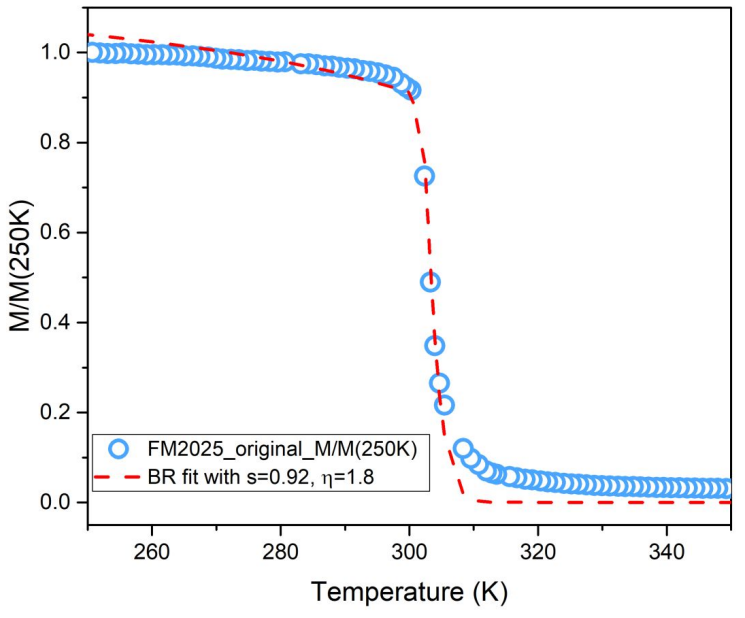 M/M(250K)
1.0
0.8
0.6
0.4
0.2
0.0
FM2025_original_M/M(250K)
BR fit with s=0.92, η=1.8
260 280 300 320 340
Temperature (K)